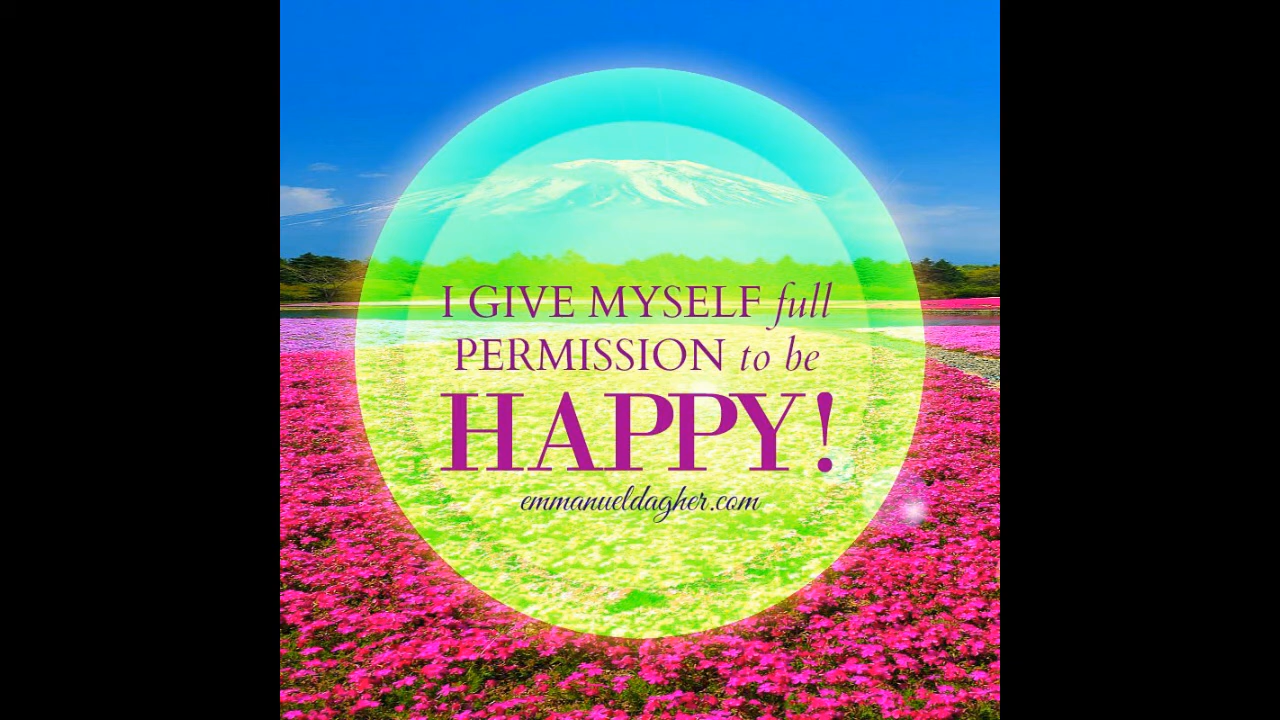 I GIVE MYSELF full
PERMISSION to be
HAPPY!
emmanueldagher.com